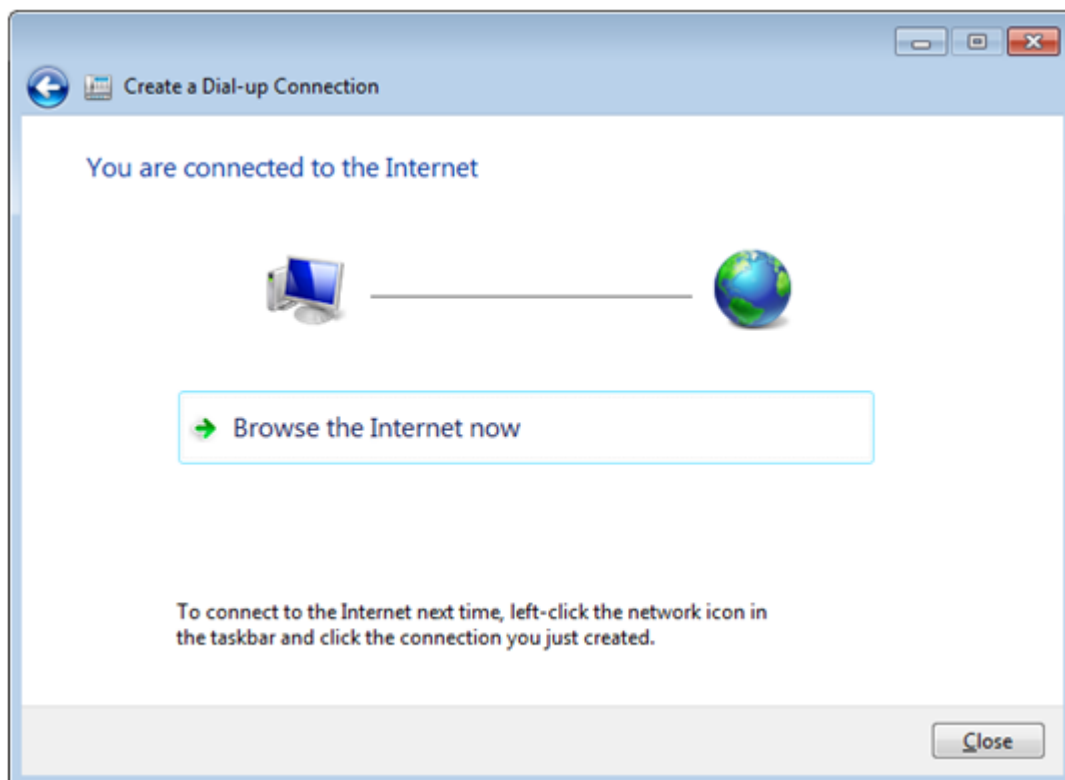 Create a Dial-up Connection
You are connected to the Internet
Browse the Internet now
To connect to the Internet next time, left-click the network icon in
the taskbar and click the connection you just created.
Close